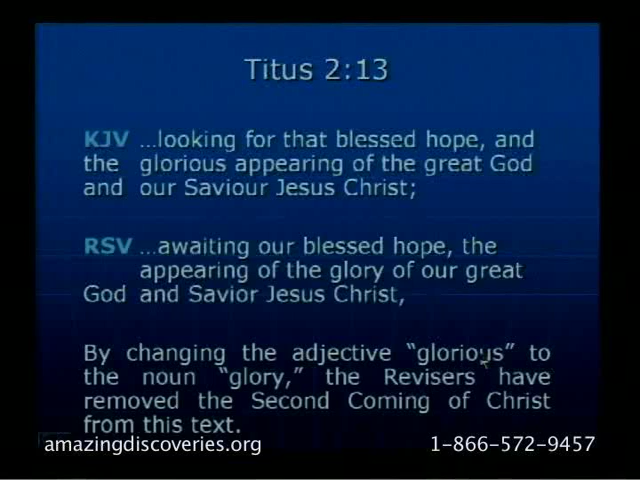 Titus 2:13
KJV …looking for that blessed hope, and
the glorious appearing of the great God
and our Saviour Jesus Christ;
RSV …awaiting our blessed hope, the
appearing of the glory of our great
God and Savior Jesus Christ,
By changing the adjective “glorious” to
the noun “glory,” the Revisers have
removed the Second Coming of Christ
from this text.
amazingdiscoveries.org 1-866-572-9457